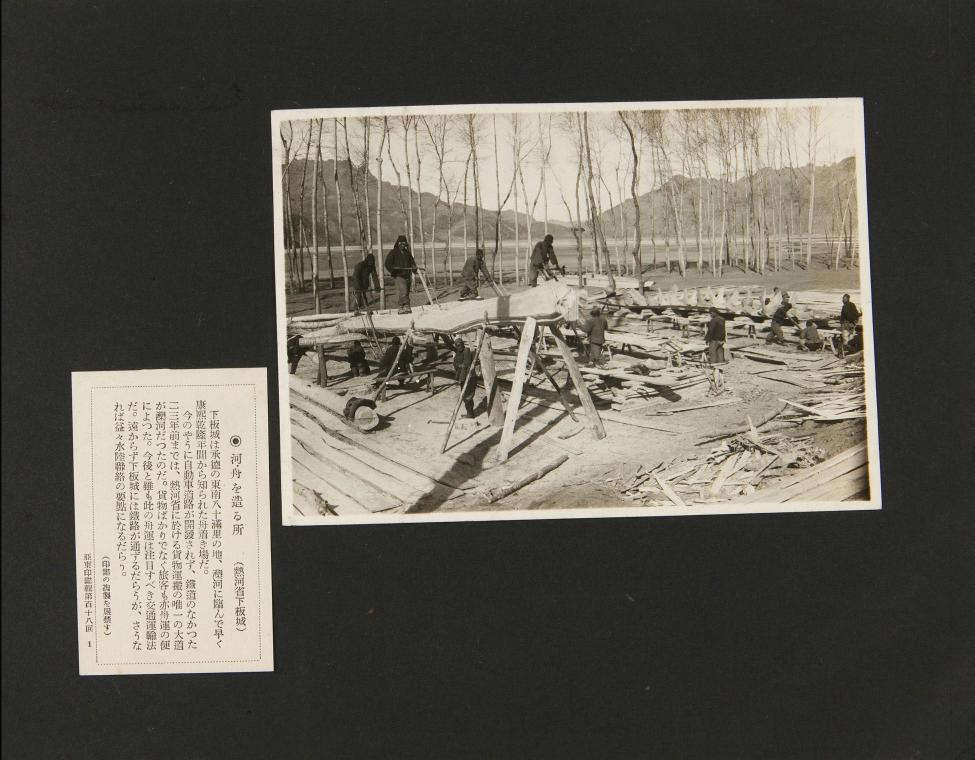 ◉河舟を造る所　（熱河省下板城）
下板城は承德の東南八十滿里の地、灤河に臨んで早く
康熙乾隆年間から知られた舟着き場だ。
今のやうに自動車道路が開發されず、鐵道のなかつた
二三年前までは、熱河省に於ける貨物運搬の唯一の大道
が灤河だつたのだ。貨物ばかりでなく旅客も亦舟運の便
によつた。今後と雖も此の舟運は注目すべき交通運輸法
だ。遠からず下板城には鐵路が通ずるだらうが、さうな
れば益々水陸聯絡の要點になるだらう。
（印畫の複製を嚴禁す）
亞東印畫輯第百十八回　1